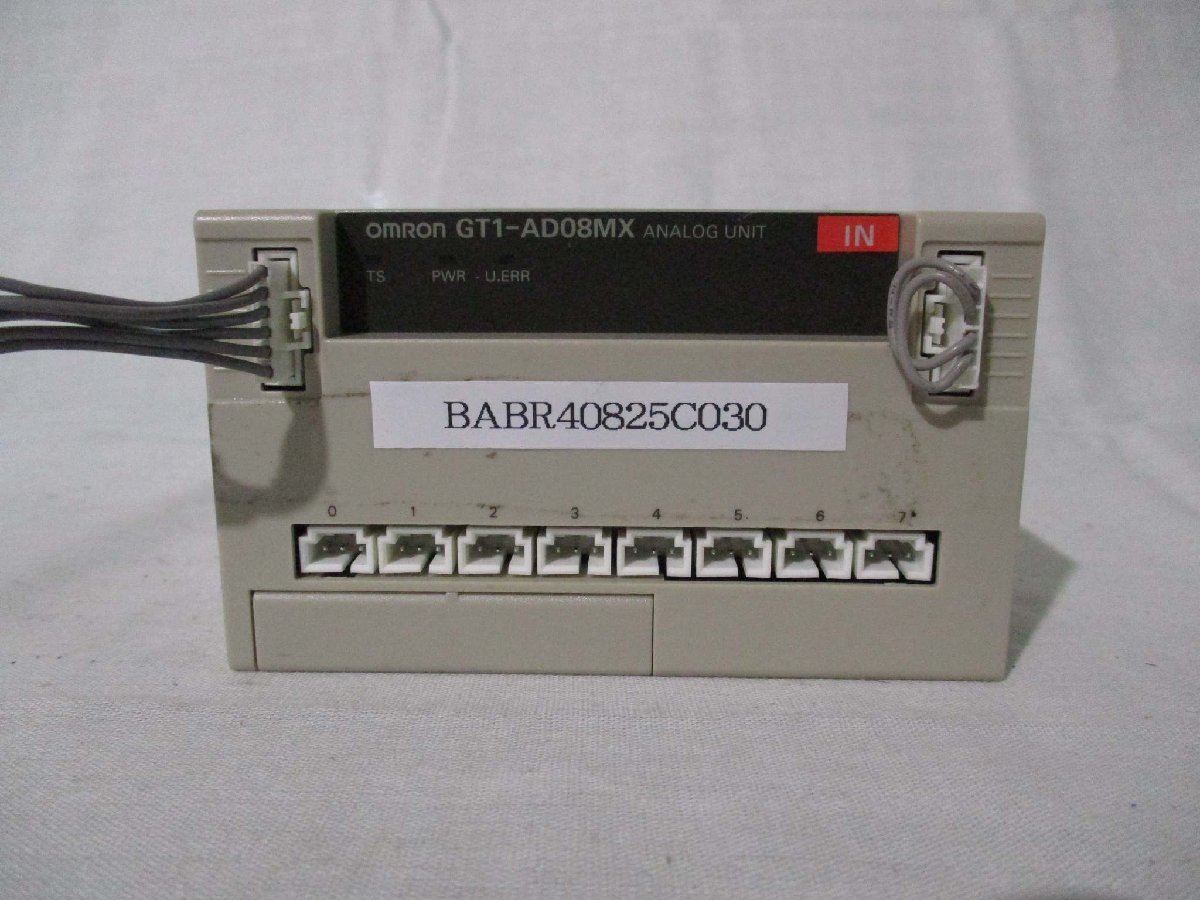 omron GT1-AD08MX ANALOG UNIT IN
TS PWR U.ERR
BABR40825C030
0 1 2 3 4 5 6 7